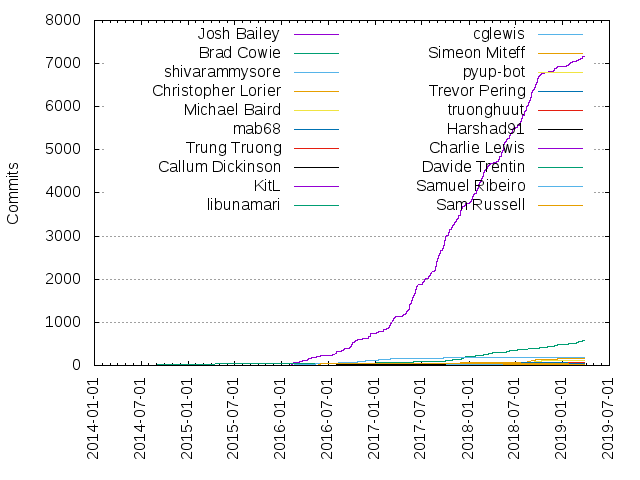 8000
7000
6000
5000
4000
3000
2000
1000
0
Commits
Josh Bailey
Brad Cowie
shivarammysore
Christopher Lorier
Michael Baird
mab68
Trung Truong
Callum Dickinson
KitL
libunamari
cglewis
Simeon Miteff
pyup-bot
Trevor Pering
truonghuut
Harshad91
Charlie Lewis
Davide Trentin
Samuel Ribeiro
Sam Russell
2014-01-01
2014-07-01
2015-01-01
2015-07-01
2016-01-01
2016-07-01
2017-01-01
2017-07-01
2018-01-01
2018-07-01
2019-01-01
2019-07-01